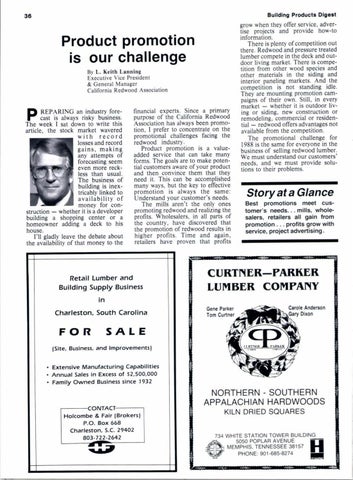 36
Building Products Digest
Product promotion
is our challenge
By L. Keith Lanning
Executive Vice President
& General Manager
California Redwood Association
PREPARING an industry fore-
cast is always risky business.
The week I sat down to write this
article, the stock market wavered
with record
losses and record
gains, making
any attempts of
forecasting seem
even more reck-
less than usual.
The business of
building is inex-
tricably linked to
availability of
money for con-
struction — whether it is a developer
building a shopping center or a
homeowner adding a deck to his
house.
I'll gladly leave the debate about
the availability of that money to the
financial experts. Since a primary
purpose of the California Redwood
Association has always been promo-
tion, I prefer to concentrate on the
promotional challenges facing the
redwood industry.
Product promotion is a value-
added service that can take many
forms. The goals are to make poten-
tial customers aware of your product
and then convince them that they
need it. This can be accomplished
many ways, but the key to effective
promotion is always the same:
Understand your customer's needs.
The mills aren't the only ones
promoting redwood and realizing the
profits. Wholesalers, in all parts of
the country, have discovered that
the promotion of redwood results in
higher profits. Time and again,
retailers have proven that profits
grow when they offer service, adver-
tise projects and provide how-to
information.
There is plenty of competition out
there. Redwood and pressure treated
lumber compete in the deck and out-
door living market. There is compe-
tition from other wood species and
other materials in the siding and
interior paneling markets. And the
competition is not standing idle.
They are mounting promotion cam-
paigns of their own. Still, in every
market — whether it is outdoor liv-
ing or siding, new construction or
remodeling, commercial or residen-
tial — redwood offers advantages not
available from the competition.
The promotional challenge for
1988 is the same for everyone in the
business of selling redwood lumber.
We must understand our customers'
needs, and we must provide solu-
tions to their problems.
Story at a Glance
Best promotions meet cus-
tomer's needs... mills, whole-
salers, retailers all gain from
promotion... profits grow with
service, project advertising.
Retail Lumber and
Building Supply Business
in
Charleston, South Carolina
FOR SALE
(Site, Business, and Improvements)
• Extensive Manufacturing Capabilities
• Annual Sales in Excess of $2,500,000
• Family Owned Business since 1932
CONTACT
Holcombe & Fair (Brokers)
P.O. Box 668
Charleston, S.C. 29402
803-722-2642
CURTNER—PARKER
LUMBER COMPANY
Gene Parker
Tom Curtner
Carole Anderson
Gary Dixon
CURTNER PARKER
NORTHERN - SOUTHERN
APPALACHIAN HARDWOODS
KILN DRIED SQUARES
734 WHITE STATION TOWER BUILDING
5050 POPLAR AVENUE
MEMPHIS, TENNESSEE 38157
PHONE: 901-685-8274